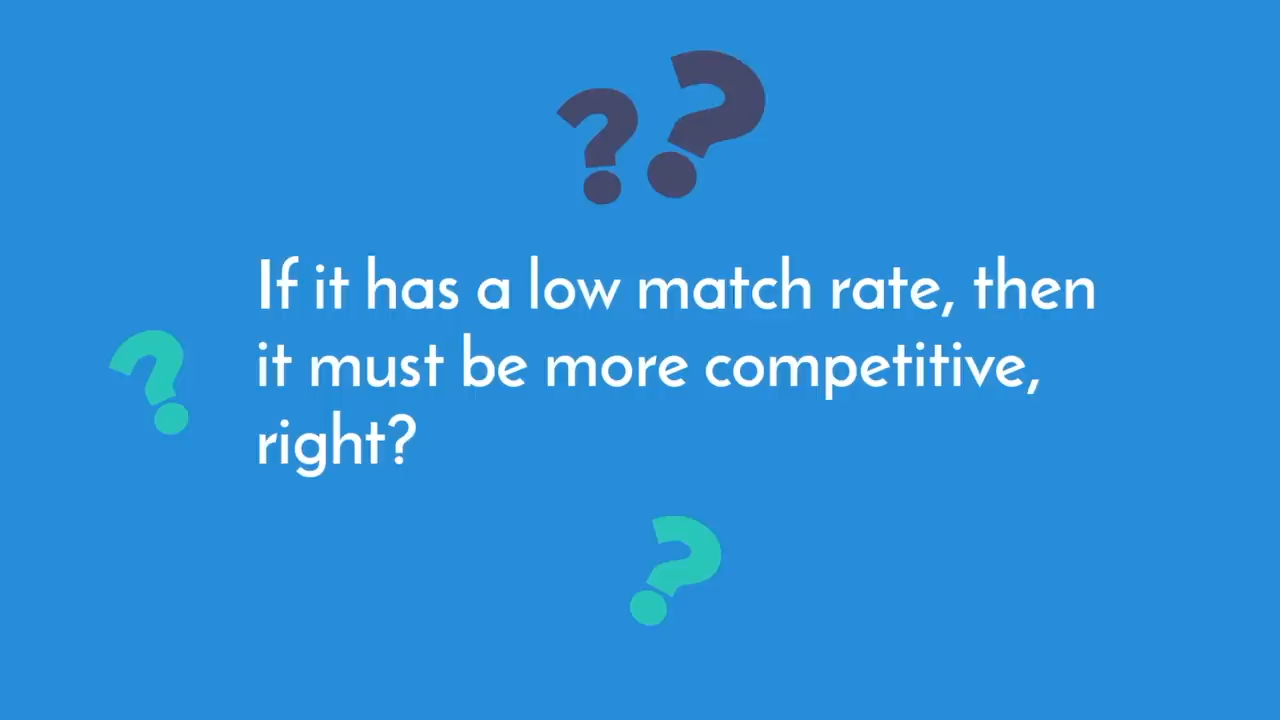 If it has a low match rate, then
it must be more competitive,
right?